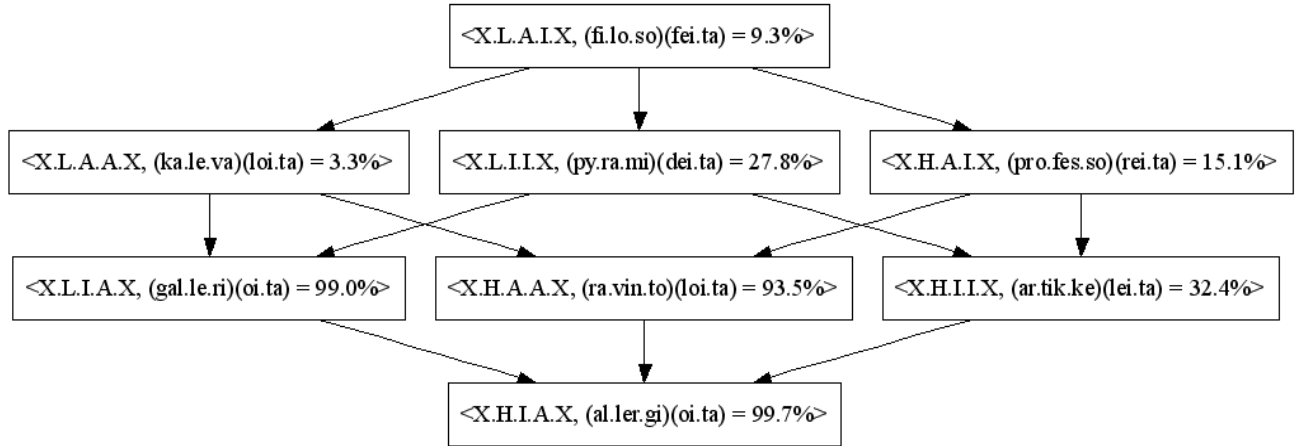 <X.L.A.I.X, (fi.lo.so)(fei.ta) = 9.3%>
<X.L.A.A.X, (ka.le.va)(loi.ta) = 3.3%>
<X.L.I.I.X, (py.ra.mi)(dei.ta) = 27.8%>
<X.H.A.I.X, (pro.fes.so)(rei.ta) = 15.1%>
<X.L.I.A.X, (gal.le.ri)(oi.ta) = 99.0%>
<X.H.A.A.X, (ra.vin.to)(loi.ta) = 93.5%>
<X.H.I.I.X, (ar.tik.ke)(lei.ta) = 32.4%>
<X.H.I.A.X, (al.ler.gi)(oi.ta) = 99.7%>